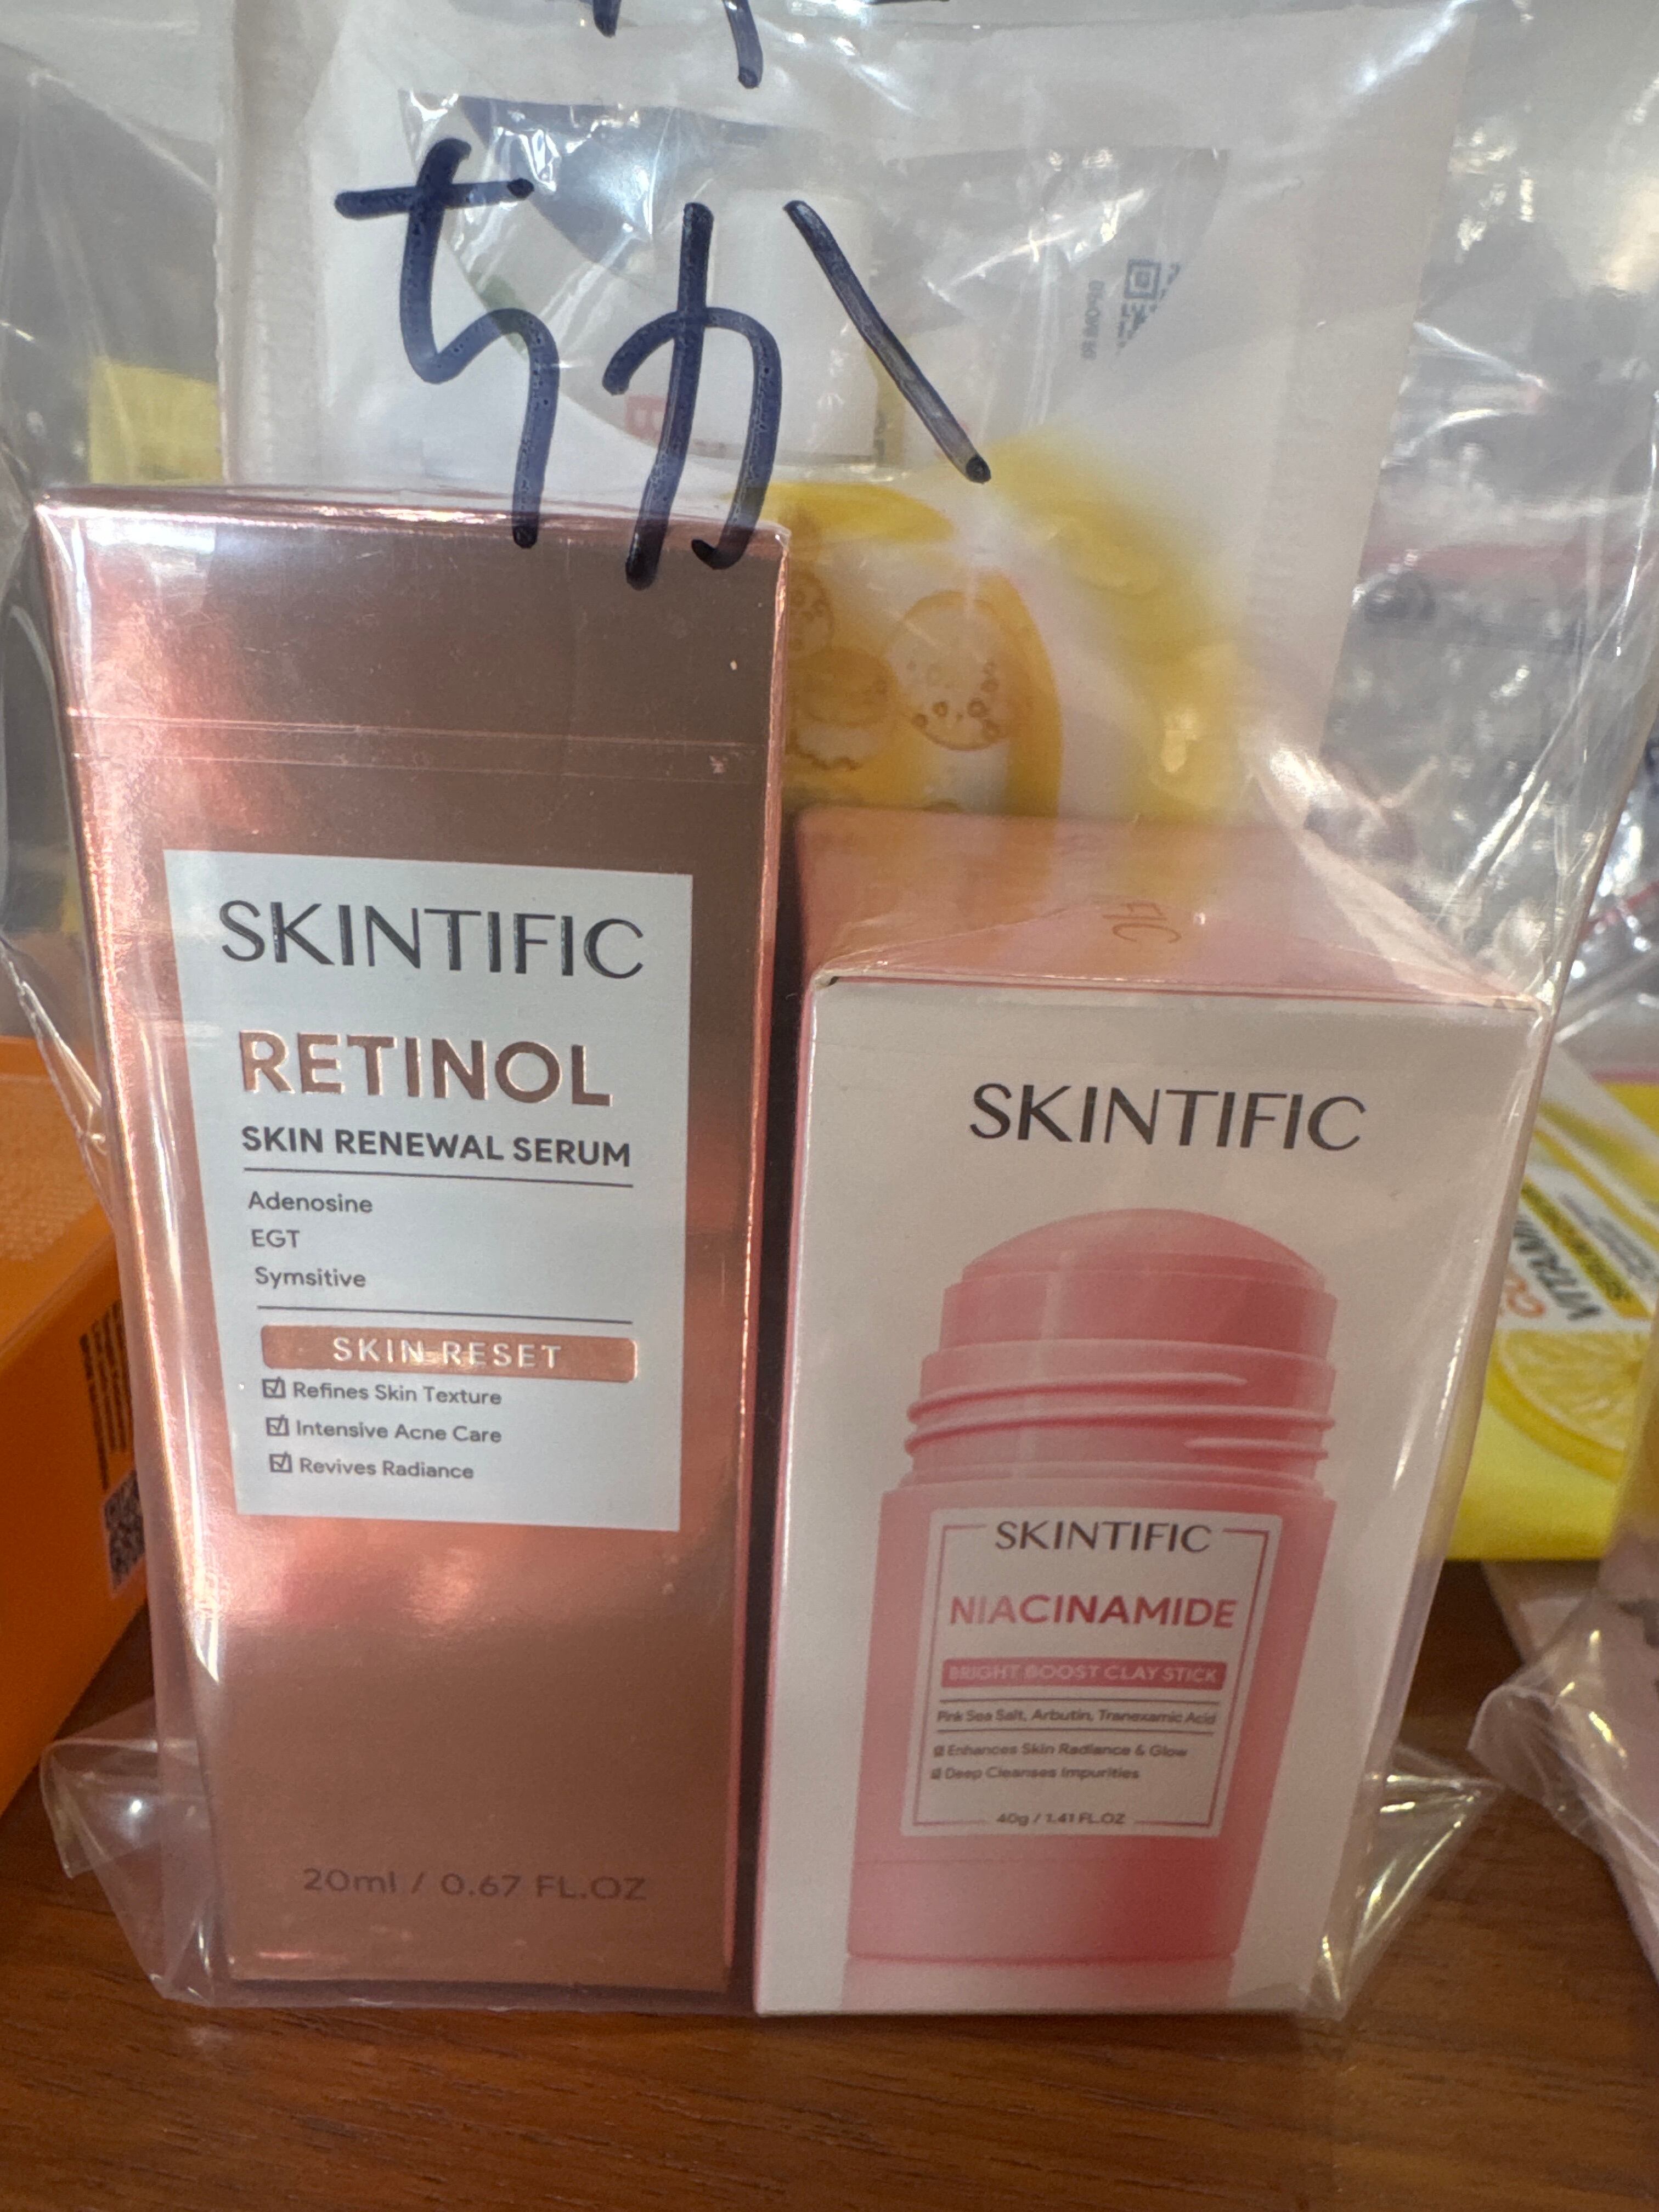 SKINTIFIC
RETINOL
SKIN RENEWAL SERUM
Adenosine
EGT
Symsitive
SKIN RESET
Refines Skin Texture
Intensive Acne Care
Revives Radiance
20ml / 0.67 FL.OZ
SKINTIFIC
SKINTIFIC
NIACINAMIDE
BRIGHT BOOST CLAY STICK
Pink Sea Salt, Arbutin, Tranexamic Acid
Enhances Skin Radiance & Glow
Deep Cleanses Impurities
40g / 1.41 FL.OZ